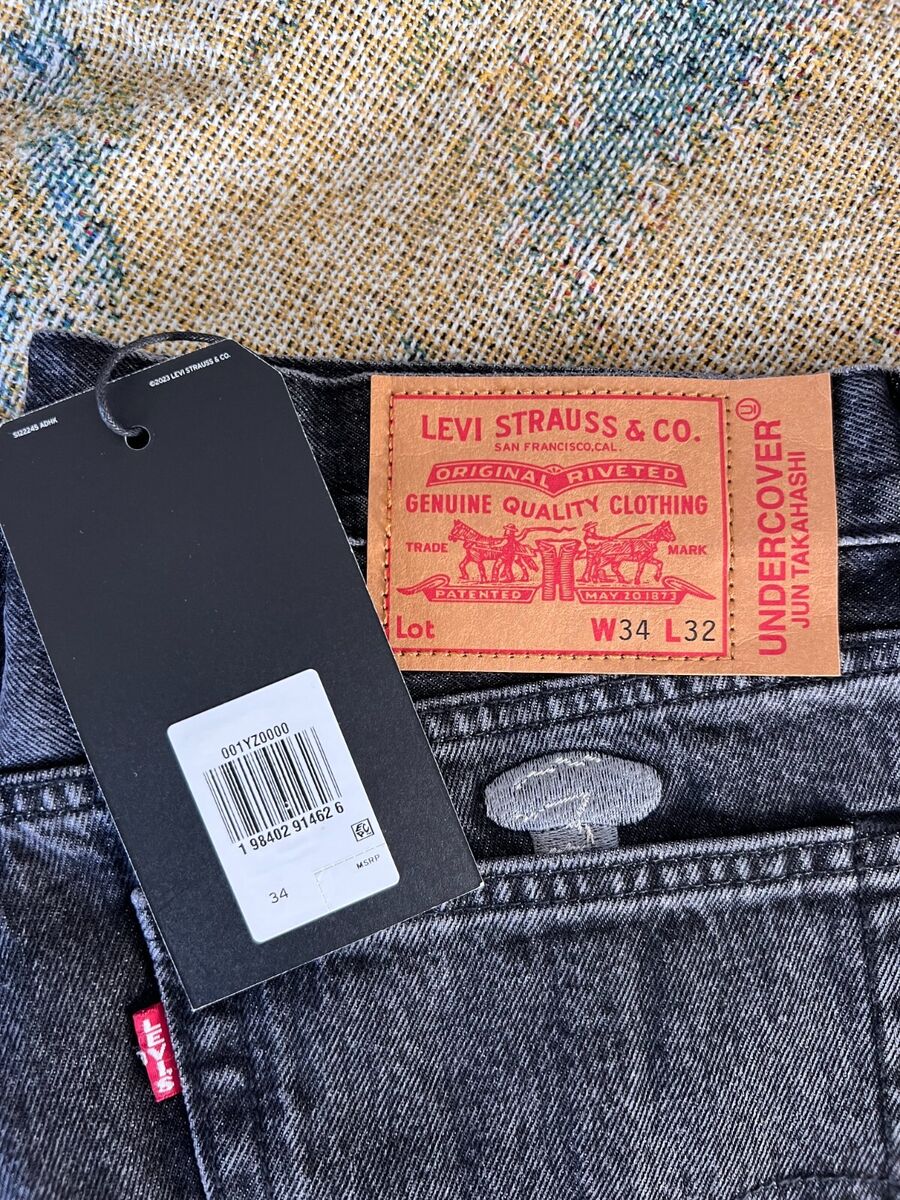 ©2023 LEVI STRAUSS & CO.
SI22245 ADHK
LEVI STRAUSS & CO.
SAN FRANCISCO,CAL.
ORIGINAL RIVETED
GENUINE QUALITY CLOTHING
TRADE MARK
PATENTED MAY 20 1873
Lot W34 L32
UNDERCOVER
JUN TAKAHASHI
001YZ0000
1 98402 91462 6
34
MSRP
LEVI'S